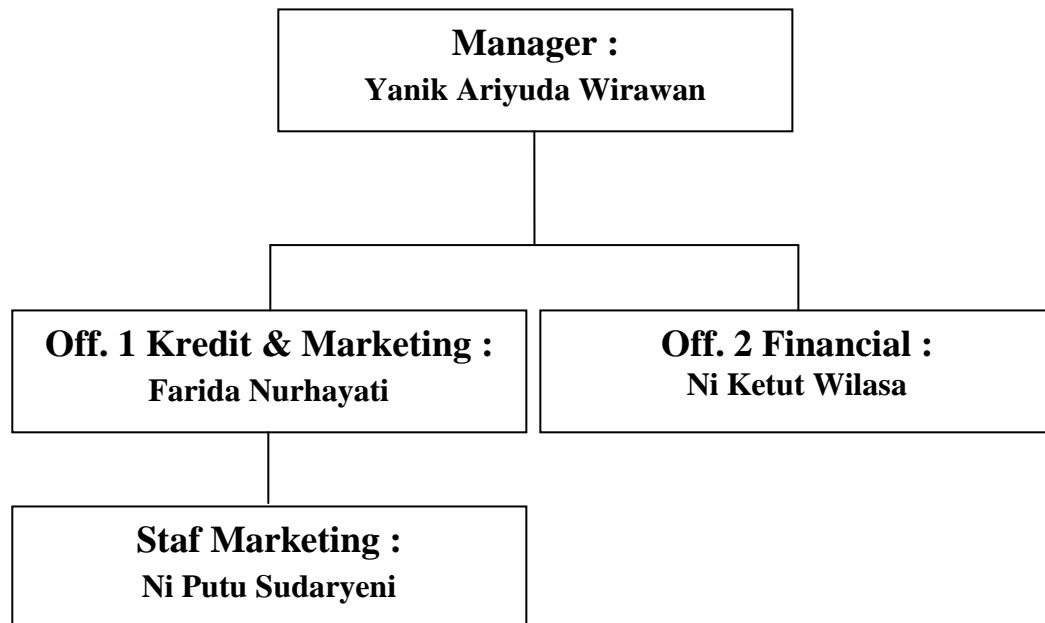 Manager :
Yanik Ariyuda Wirawan
Off. 1 Kredit & Marketing :
Farida Nurhayati
Off. 2 Financial :
Ni Ketut Wilasa
Staf Marketing :
Ni Putu Sudaryeni